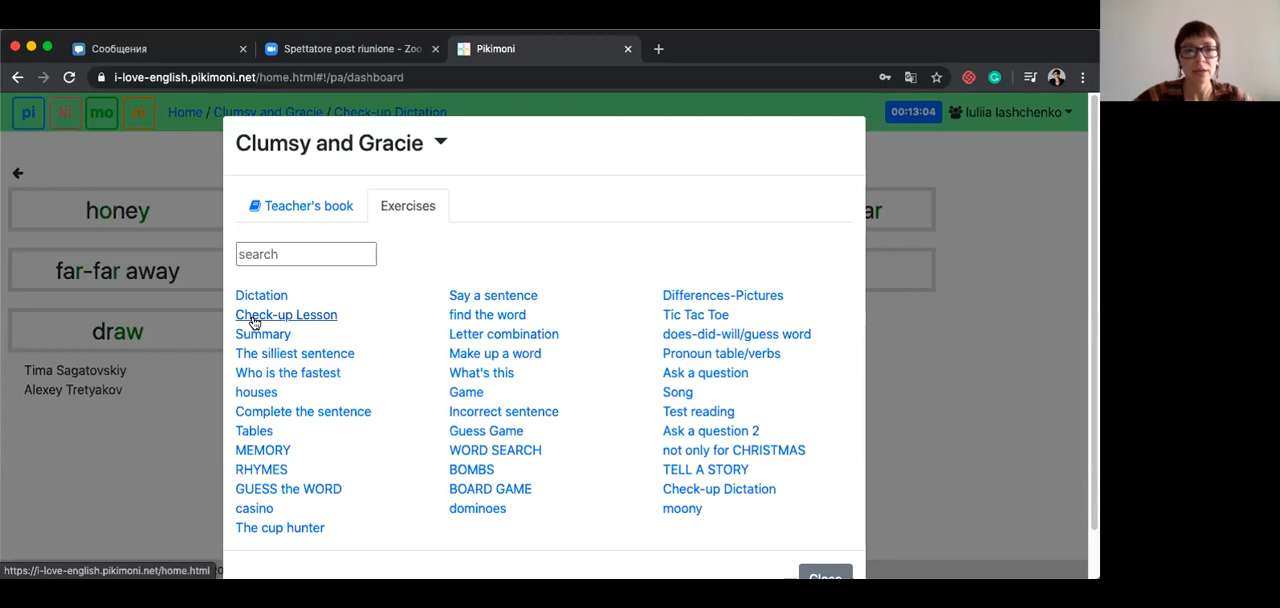 Сообщения
Spettatore post riunione - Zoo
Pikimoni
i-love-english.pikimoni.net/home.html#!/pa/dashboard
pi ki mo ni
Home / Clumsy and Gracie / Check-up Dictation
00:13:04
Iuliia Iashchenko
honey
ar
far-far away
draw
Tima Sagatovskiy
Alexey Tretyakov
Clumsy and Gracie
Teacher's book
Exercises
search
Dictation
Check-up Lesson
Summary
The silliest sentence
Who is the fastest
houses
Complete the sentence
Tables
MEMORY
RHYMES
GUESS the WORD
casino
The cup hunter
Say a sentence
find the word
Letter combination
Make up a word
What's this
Game
Incorrect sentence
Guess Game
WORD SEARCH
BOMBS
BOARD GAME
dominoes
Differences-Pictures
Tic Tac Toe
does-did-will/guess word
Pronoun table/verbs
Ask a question
Song
Test reading
Ask a question 2
not only for CHRISTMAS
TELL A STORY
Check-up Dictation
moony
Close
https://i-love-english.pikimoni.net/home.html